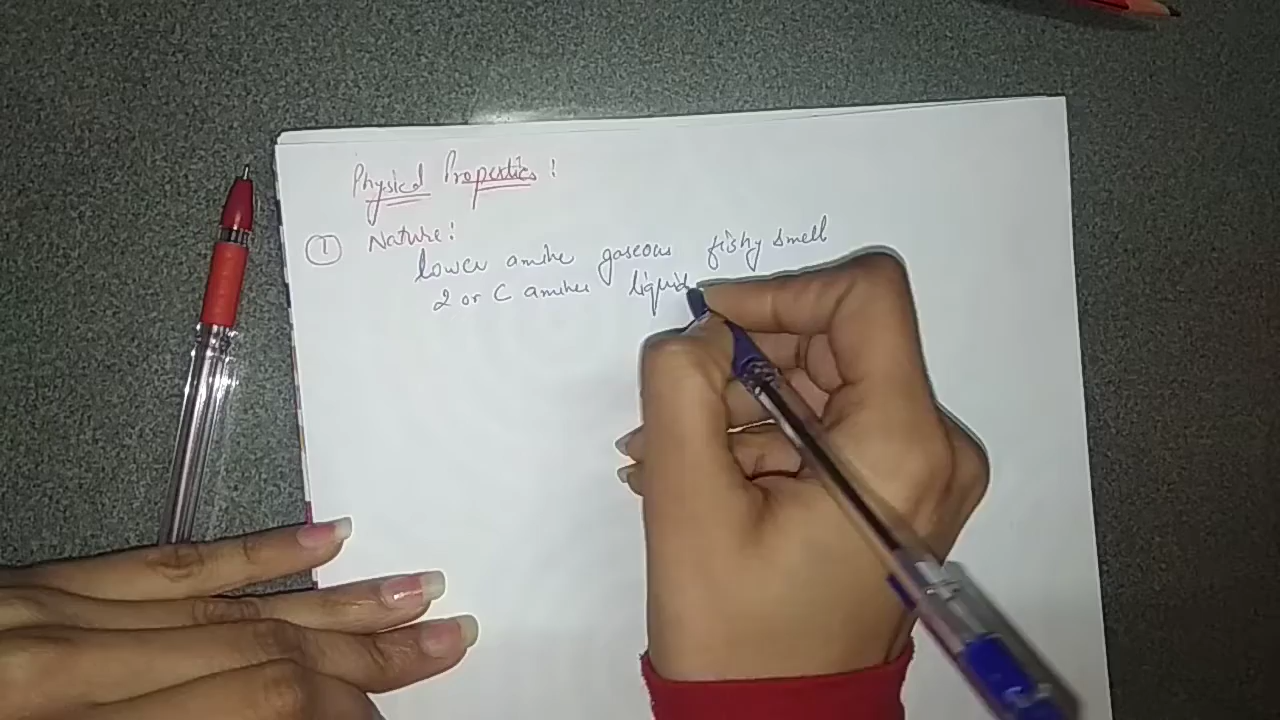 Physical Properties :
① Nature :
lower amine gaseous fishy smell
2 or C amines liquid